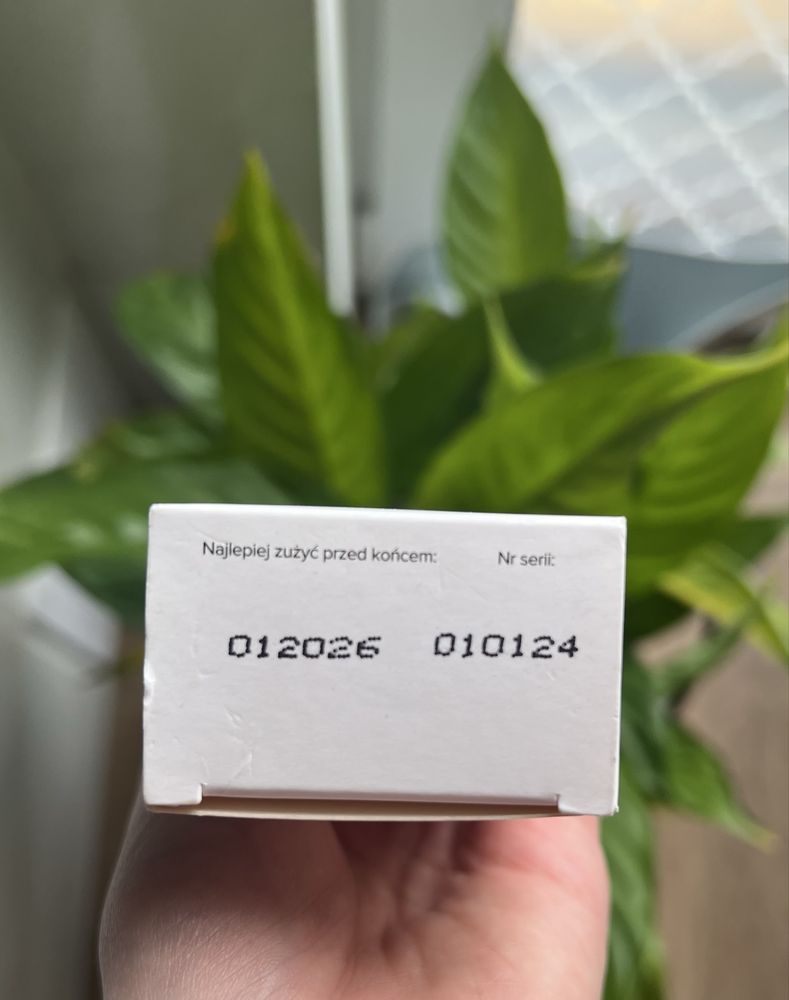 Najlepiej zużyć przed końcem: Nr serii:
012026 010124